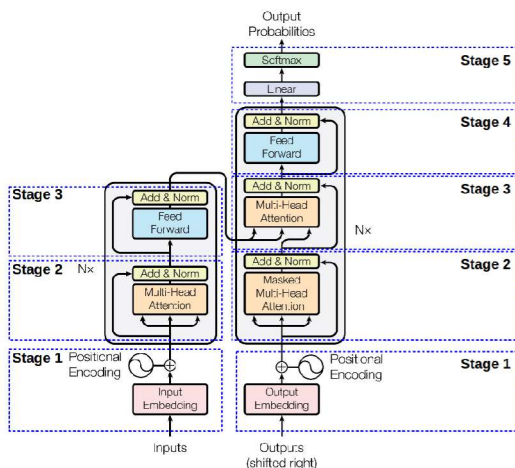 Output
Probabilities
Softmax
Stage 5
Linear
Add & Norm
Stage 4
Feed
Forward
Add & Norm
Stage 3
Multi-Head
Attention
N×
Add & Norm
Stage 2
Masked
Multi-Head
Attention
Positional
Encoding
Stage 1
Output
Embedding
Outputs
(shifted right)
Stage 3
Add & Norm
Feed
Forward
N×
Stage 2
Add & Norm
Multi-Head
Attention
Stage 1
Positional
Encoding
Input
Embedding
Inputs